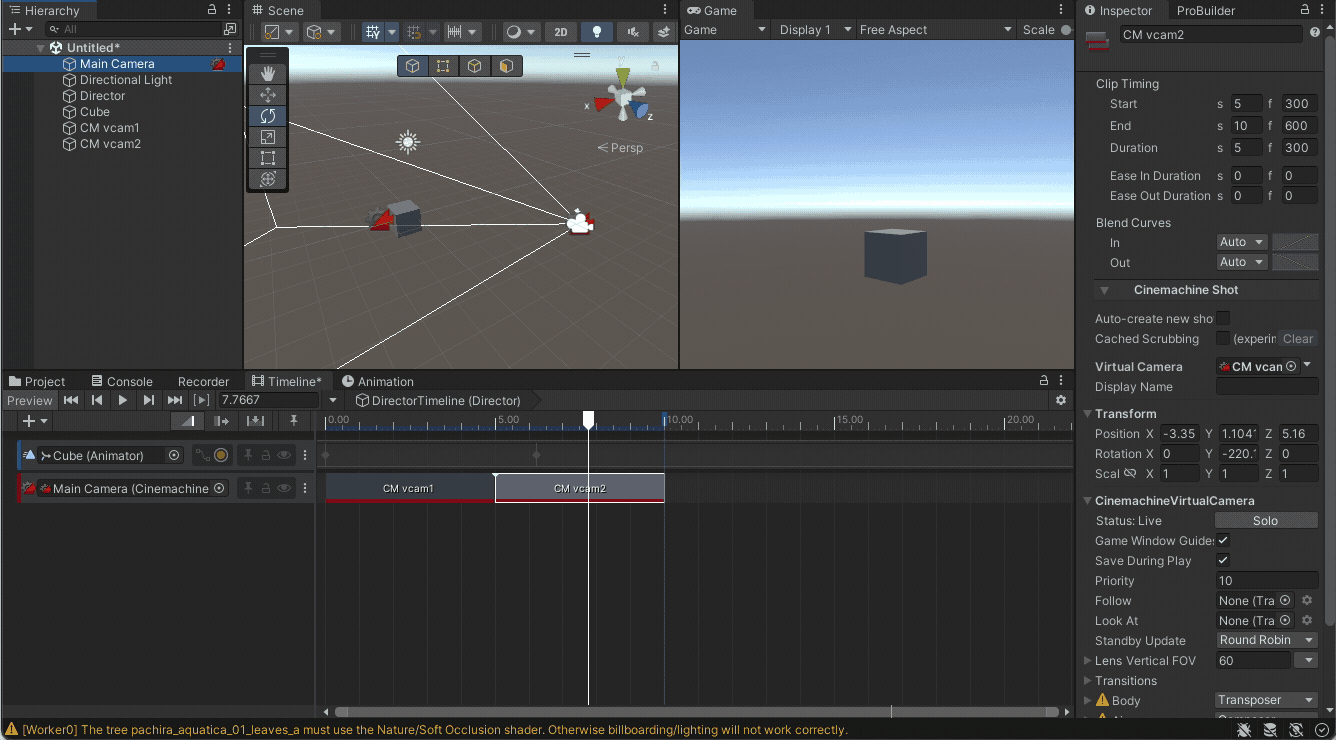 Hierarchy
All
Untitled*
Main Camera
Directional Light
Director
Cube
CM vcam1
CM vcam2
Scene
2D
x
z
Persp
Game
Game
Display 1
Free Aspect
Scale
Inspector
ProBuilder
CM vcam2
Clip Timing
Start s 5 f 300
End s 10 f 600
Duration s 5 f 300
Ease In Duration s 0 f 0
Ease Out Duration s 0 f 0
Blend Curves
In Auto
Out Auto
Cinemachine Shot
Auto-create new sho
Cached Scrubbing (experin Clear
Virtual Camera CM vcan
Display Name
Transform
Position X -3.35 Y 1.104 Z 5.16
Rotation X 0 Y -220. Z 0
Scal X 1 Y 1 Z 1
CinemachineVirtualCamera
Status: Live Solo
Game Window Guides
Save During Play
Priority 10
Follow None (Tra
Look At None (Tra
Standby Update Round Robin
Lens Vertical FOV 60
Transitions
Body Transposer
Project
Console
Recorder
Timeline*
Animation
Preview
7.7667
DirectorTimeline (Director)
0.00 5.00 10.00 15.00 20.00
Cube (Animator)
Main Camera (Cinemachine
CM vcam1
CM vcam2
[Worker0] The tree pachira_aquatica_01_leaves_a must use the Nature/Soft Occlusion shader. Otherwise billboarding/lighting will not work correctly.